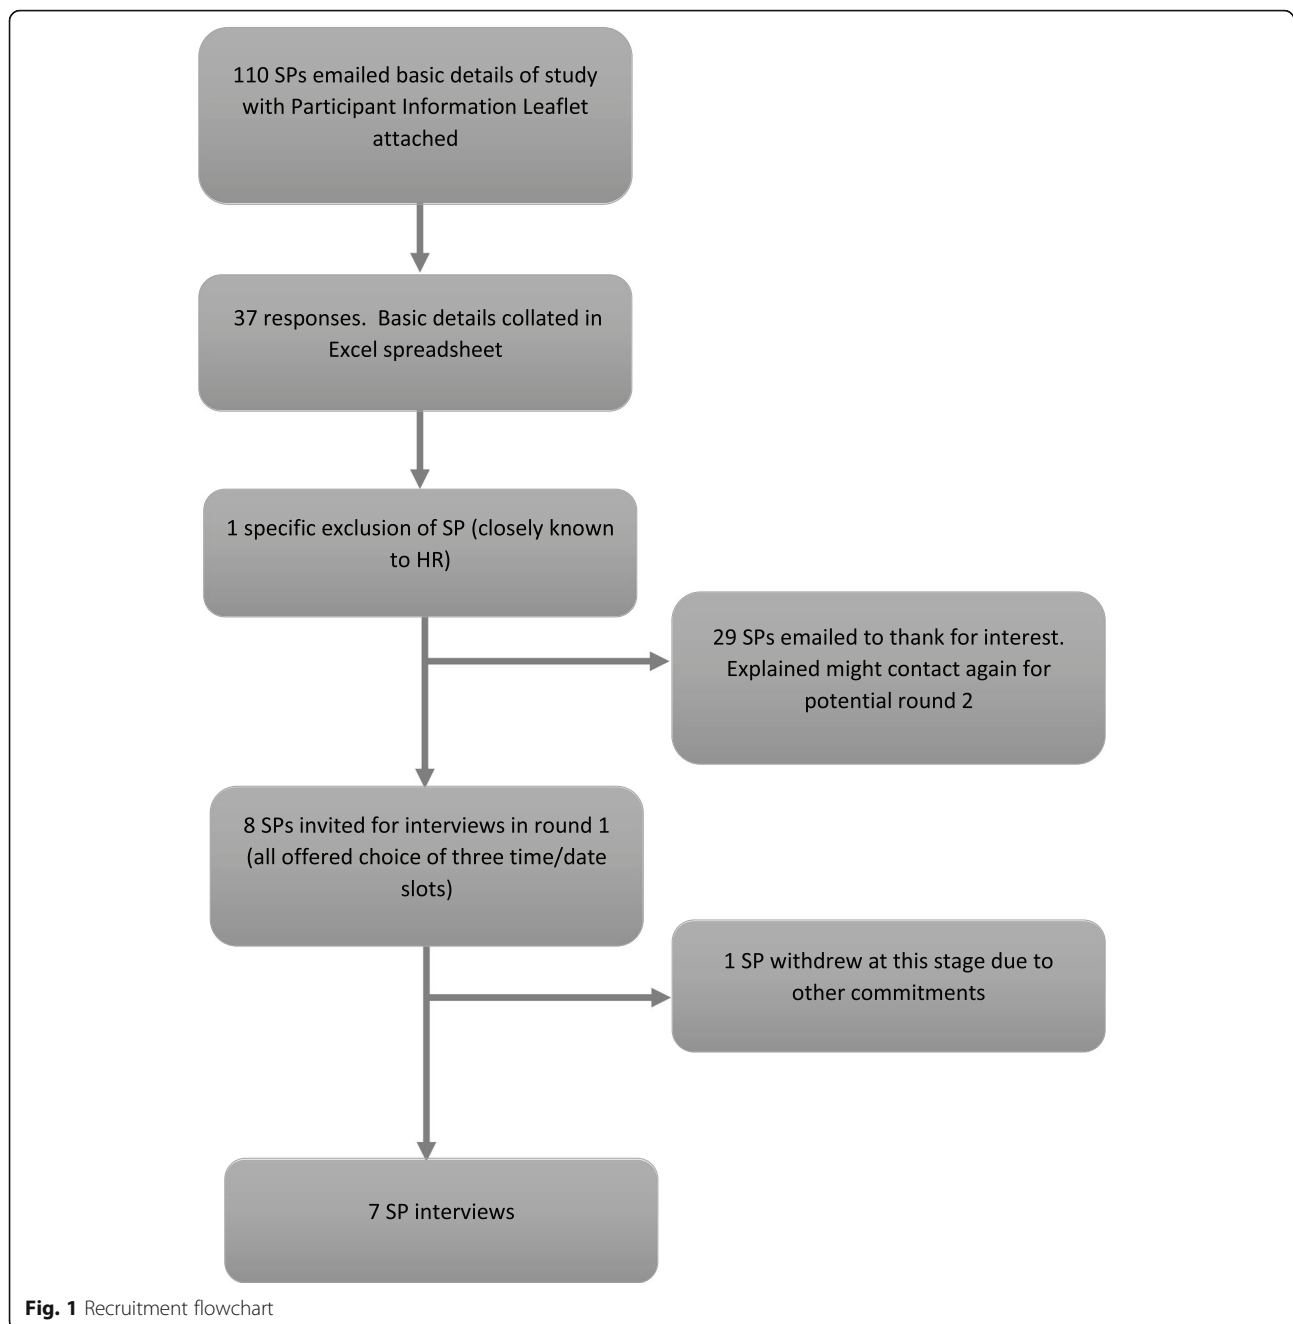 110 SPs emailed basic details of study
with Participant Information Leaflet
attached
37 responses.  Basic details collated in
Excel spreadsheet
1 specific exclusion of SP (closely known
to HR)
29 SPs emailed to thank for interest.
Explained might contact again for
potential round 2
8 SPs invited for interviews in round 1
(all offered choice of three time/date
slots)
1 SP withdrew at this stage due to
other commitments
7 SP interviews
Fig. 1 Recruitment flowchart